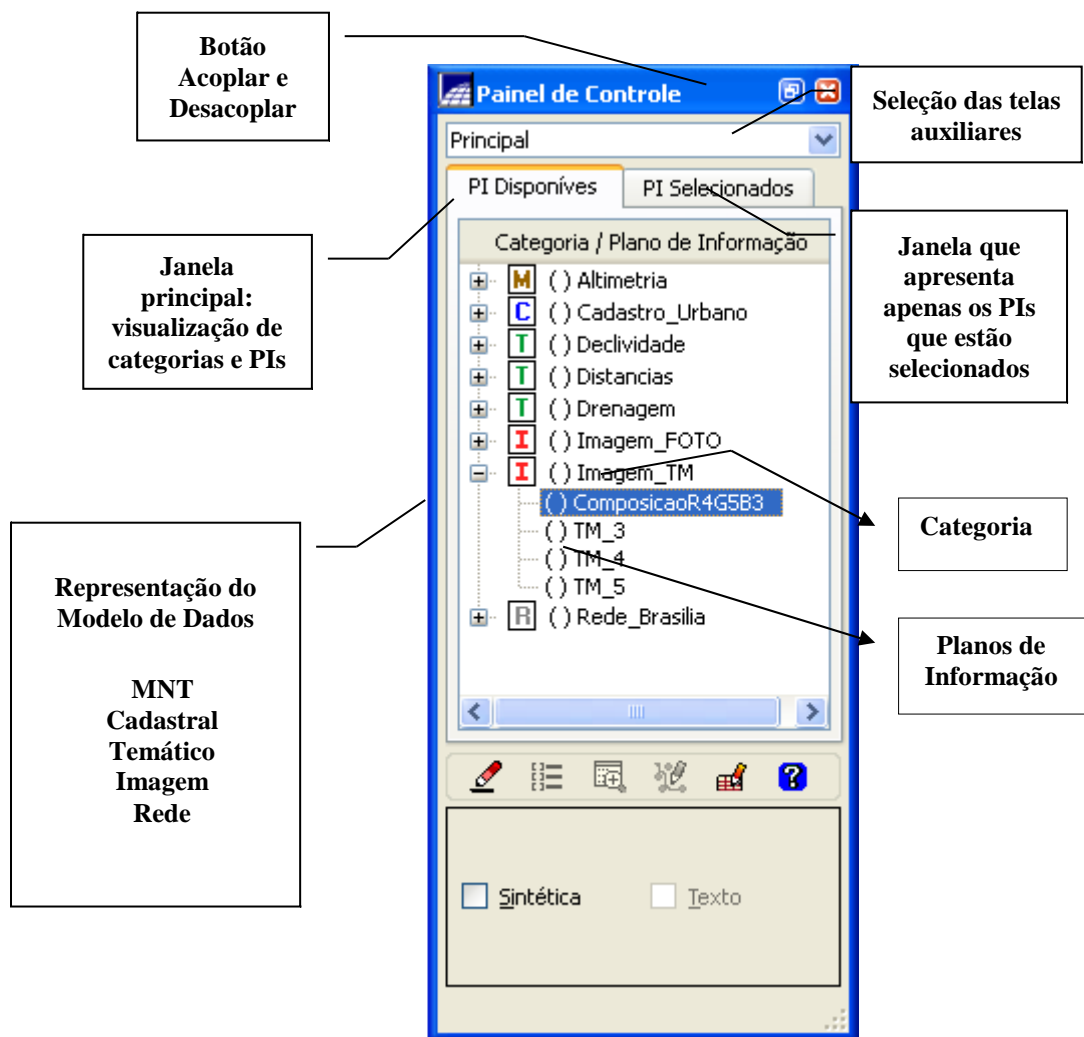 Botão
Acoplar e
Desacoplar
Painel de Controle
Seleção das telas
auxiliares
Principal
PI Disponíves
PI Selecionados
Categoria / Plano de Informação
Janela
principal:
visualização de
categorias e PIs
Janela que
apresenta
apenas os PIs
que estão
selecionados
M ( ) Altimetria
C ( ) Cadastro_Urbano
T ( ) Declividade
T ( ) Distancias
T ( ) Drenagem
I ( ) Imagem_FOTO
I ( ) Imagem_TM
( ) ComposicaoR4G5B3
( ) TM_3
( ) TM_4
( ) TM_5
R ( ) Rede_Brasilia
Categoria
Planos de
Informação
Representação do
Modelo de Dados
MNT
Cadastral
Temático
Imagem
Rede
?
Sintética
Texto